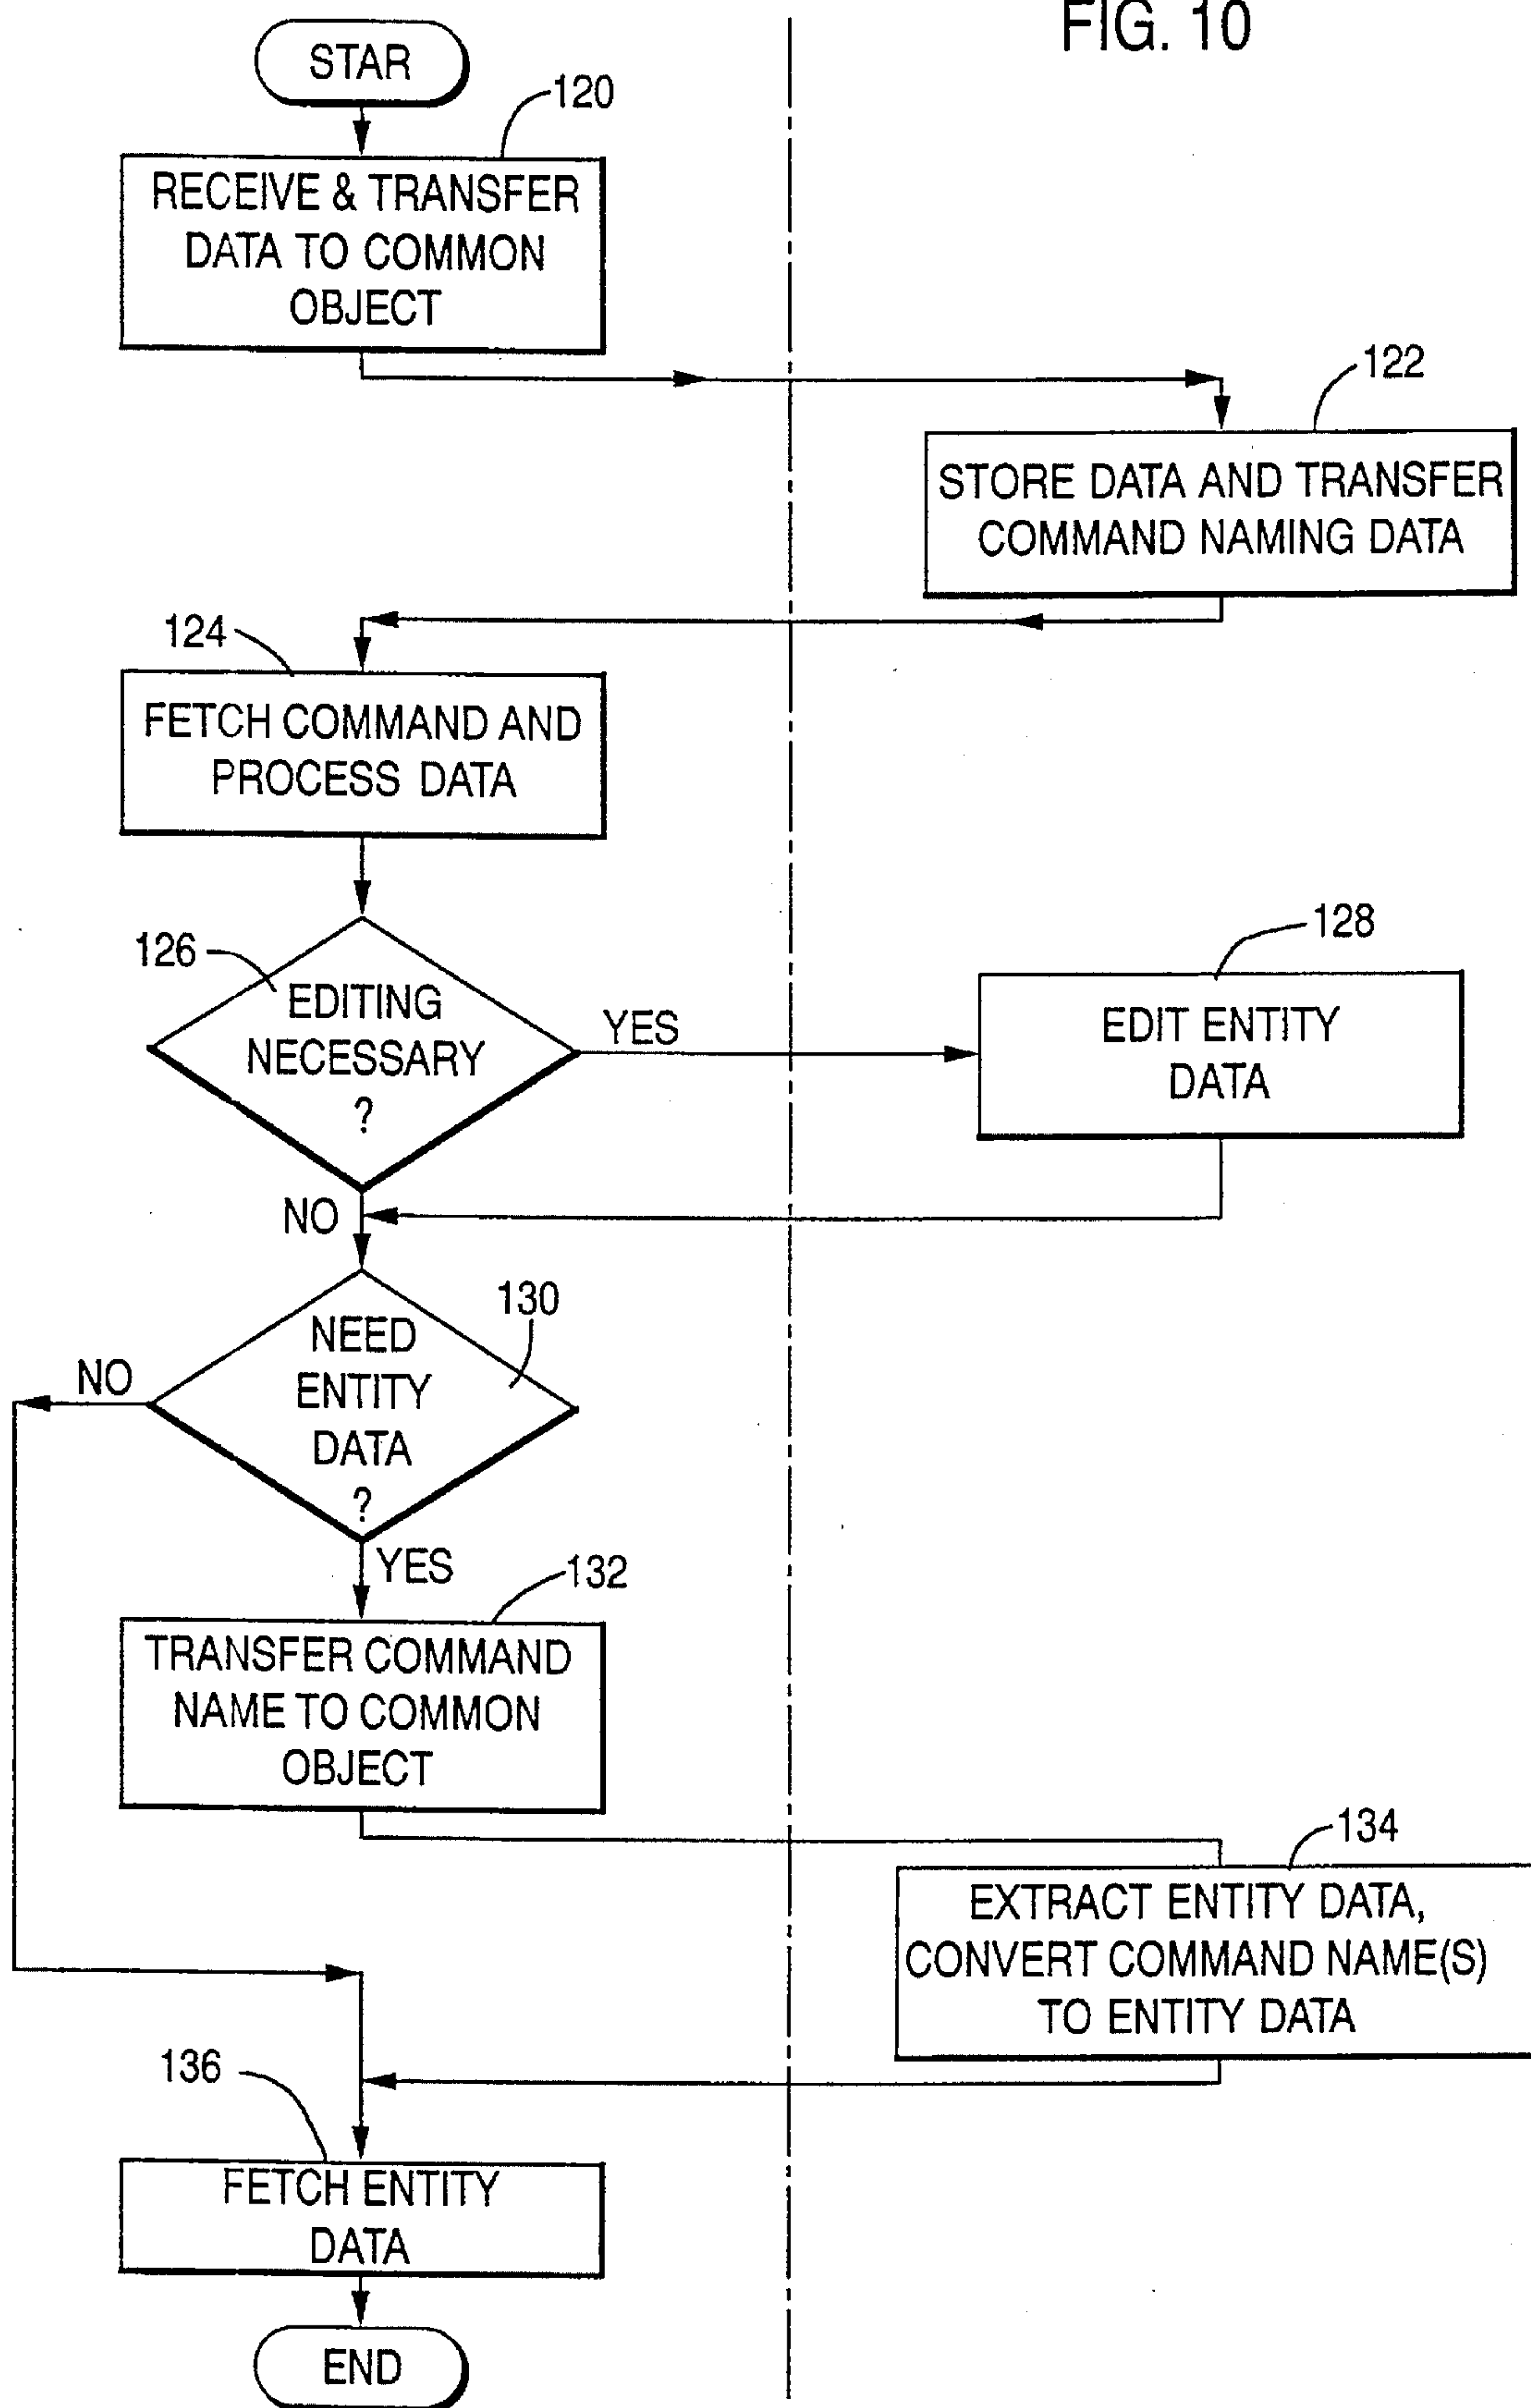 FIG. 10
STAR
120
RECEIVE & TRANSFER
DATA TO COMMON
OBJECT
122
STORE DATA AND TRANSFER
COMMAND NAMING DATA
124
FETCH COMMAND AND
PROCESS DATA
126
EDITING
NECESSARY
?
YES
128
EDIT ENTITY
DATA
NO
130
NEED
ENTITY
DATA
?
NO
YES
132
TRANSFER COMMAND
NAME TO COMMON
OBJECT
134
EXTRACT ENTITY DATA,
CONVERT COMMAND NAME(S)
TO ENTITY DATA
136
FETCH ENTITY
DATA
END